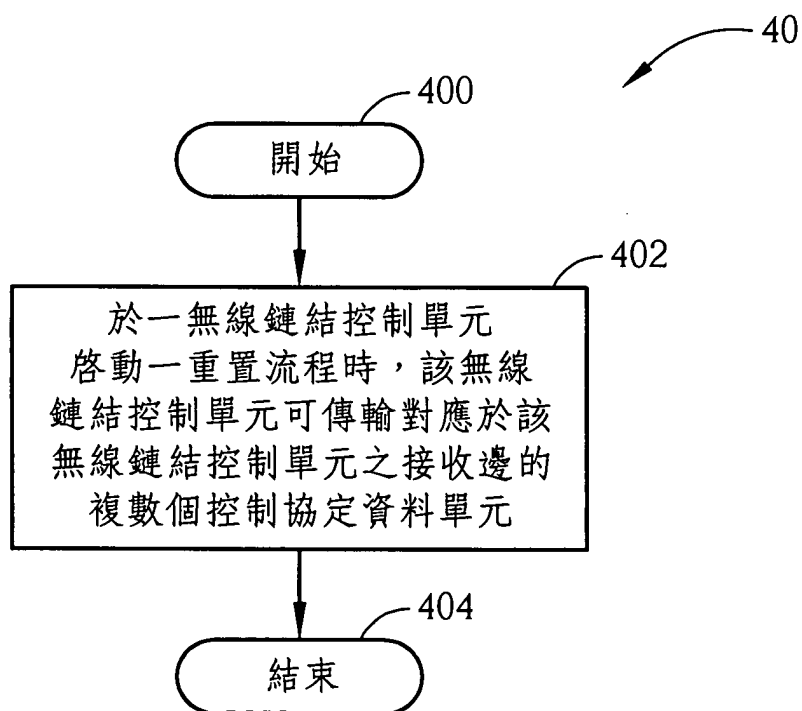 40
400
開始
402
於一無線鏈結控制單元
啓動一重置流程時，該無線
鏈結控制單元可傳輸對應於該
無線鏈結控制單元之接收邊的
複數個控制協定資料單元
404
結束